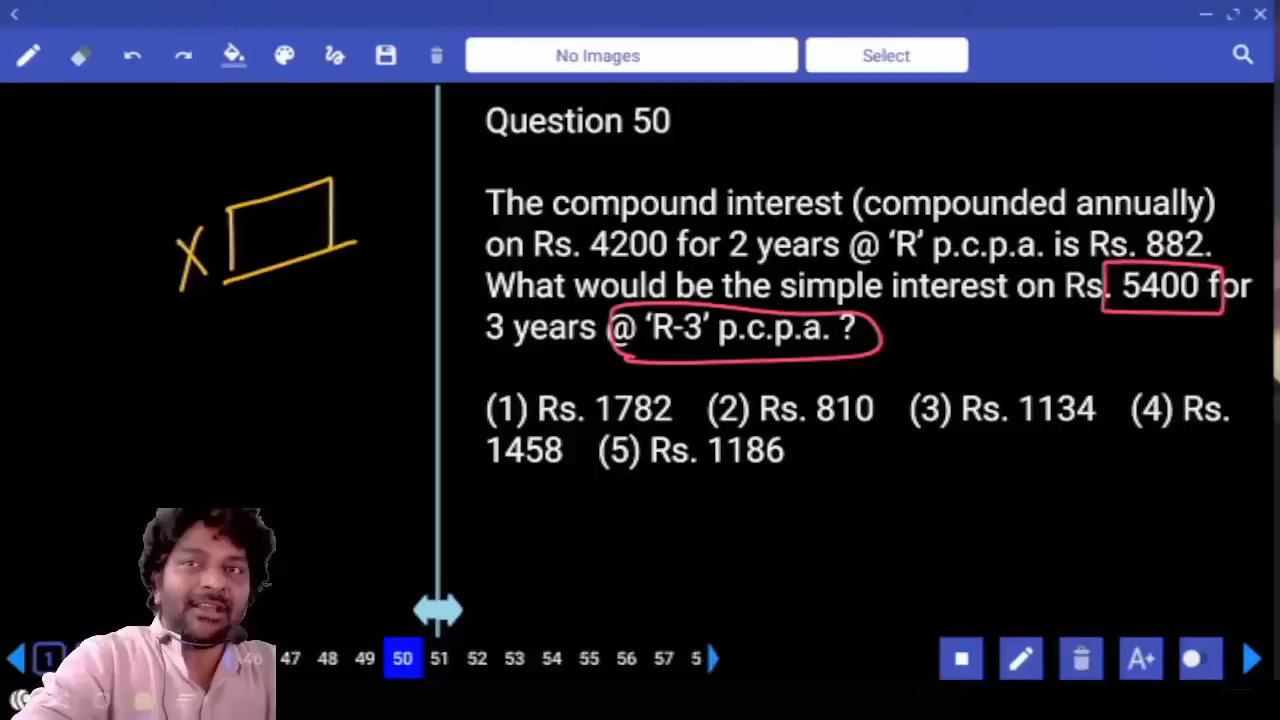 No Images
Select
Question 50
The compound interest (compounded annually)
on Rs. 4200 for 2 years @ ‘R’ p.c.p.a. is Rs. 882.
What would be the simple interest on Rs. 5400 for
3 years @ ‘R-3’ p.c.p.a. ?
(1) Rs. 1782 (2) Rs. 810 (3) Rs. 1134 (4) Rs.
1458 (5) Rs. 1186
X
1 46 47 48 49 50 51 52 53 54 55 56 57 5
A+